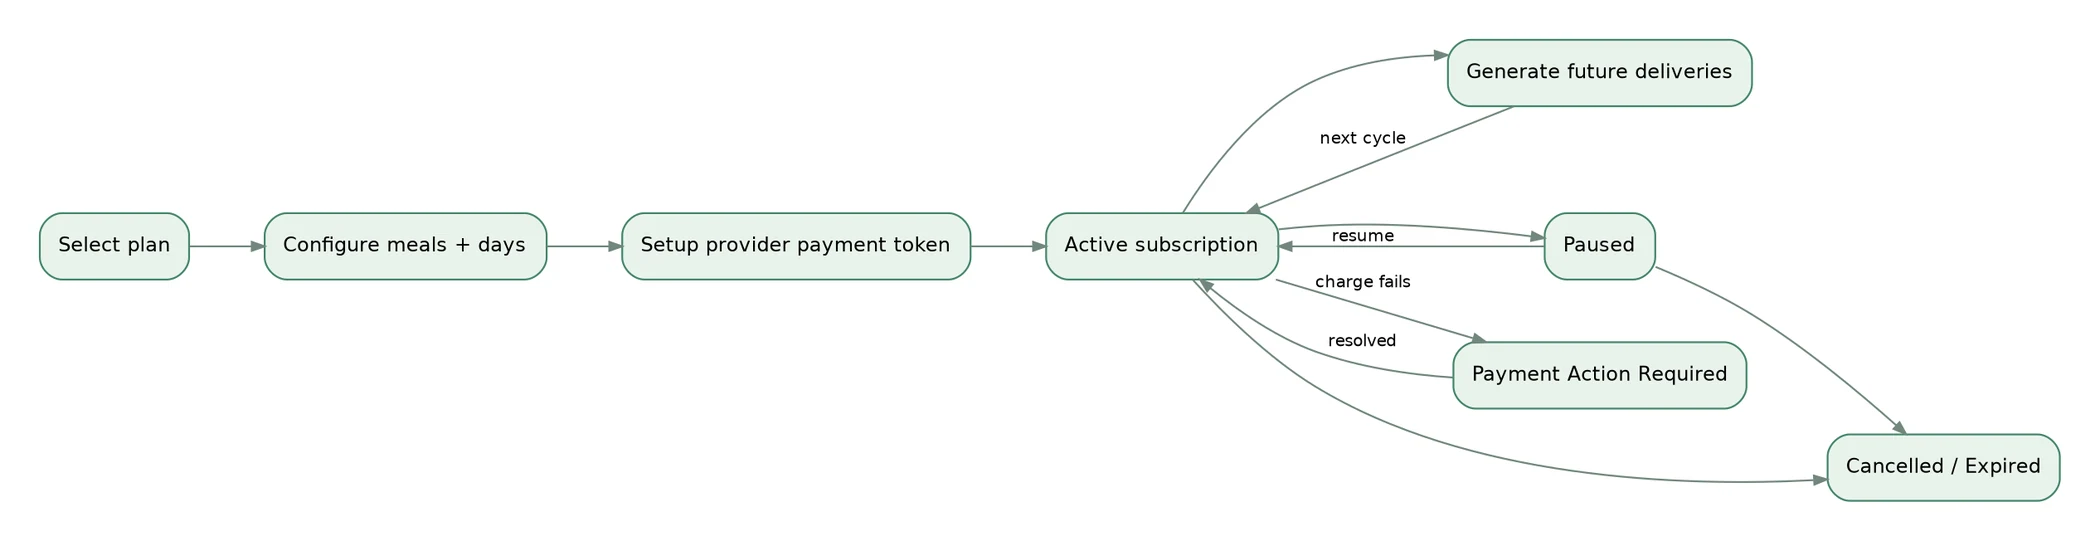 Generate future deliveries
next cycle
Select plan
Configure meals + days
Setup provider payment token
Active subscription
resume
Paused
charge fails
resolved
Payment Action Required
Cancelled / Expired